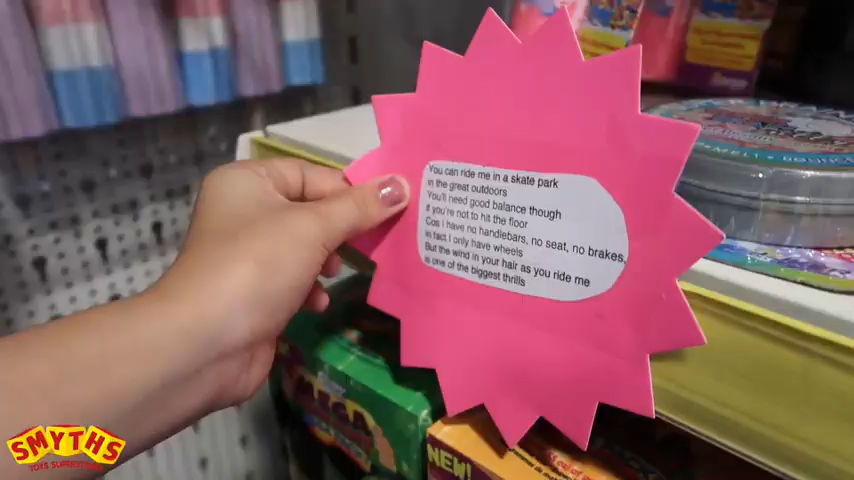 You can ride me in a skate park
in the great outdoors
You'll need good balance though
if you're not to hit the floor
Cos I have no handlebars, no seat, no brakes,
in fact I only have wheels
But the wind in your hair as you ride me
is one of the biggest thrills
MEGA
NEW!
SMYTHS
TOYS SUPERSTORES